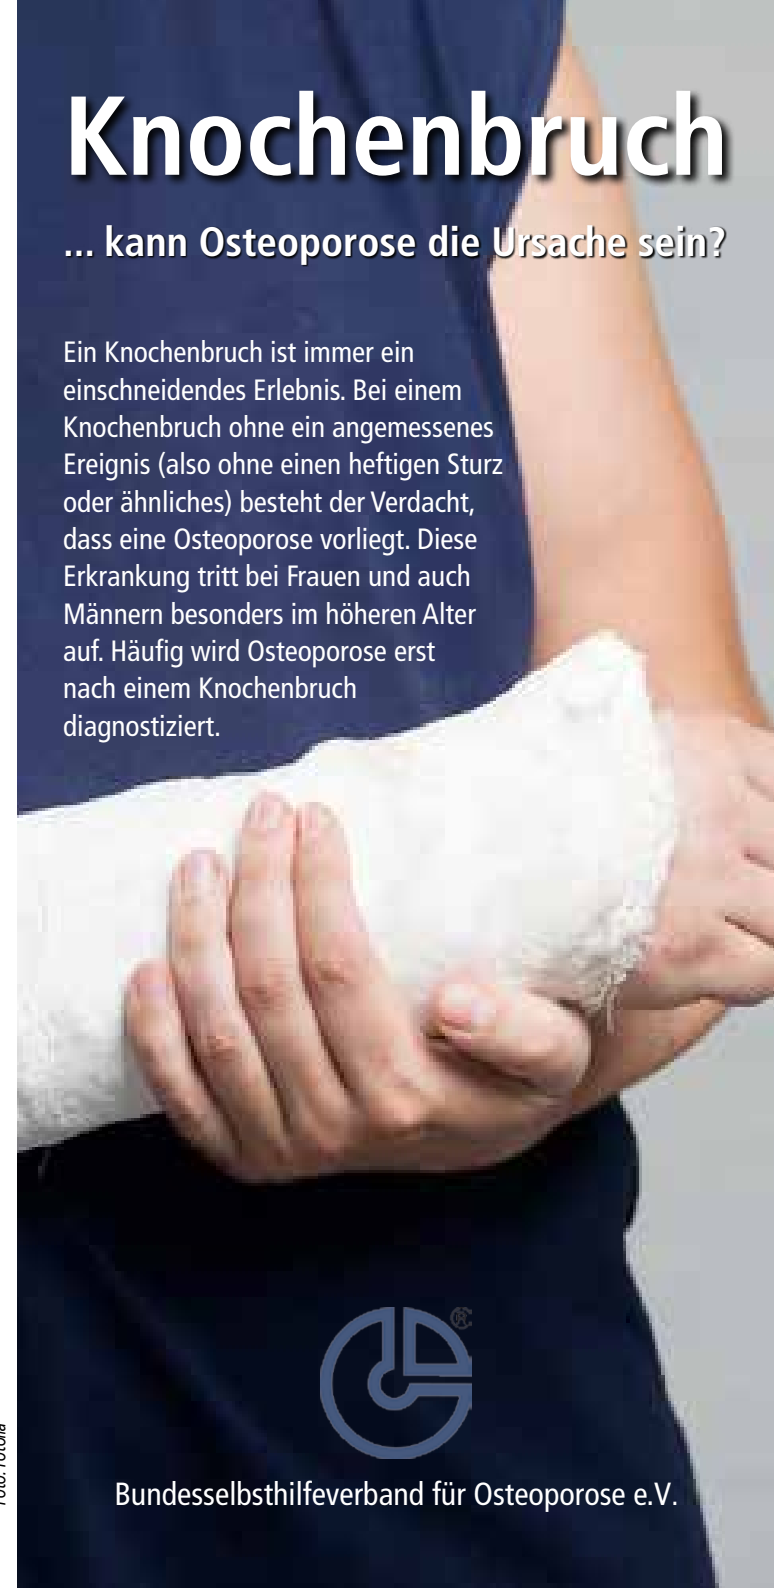 Knochenbruch
... kann Osteoporose die Ursache sein?
Ein Knochenbruch ist immer ein
einschneidendes Erlebnis. Bei einem
Knochenbruch ohne ein angemessenes
Ereignis (also ohne einen heftigen Sturz
oder ähnliches) besteht der Verdacht,
dass eine Osteoporose vorliegt. Diese
Erkrankung tritt bei Frauen und auch
Männern besonders im höheren Alter
auf. Häufig wird Osteoporose erst
nach einem Knochenbruch
diagnostiziert.
®
Bundesselbsthilfeverband für Osteoporose e.V.
Foto: Fotolia